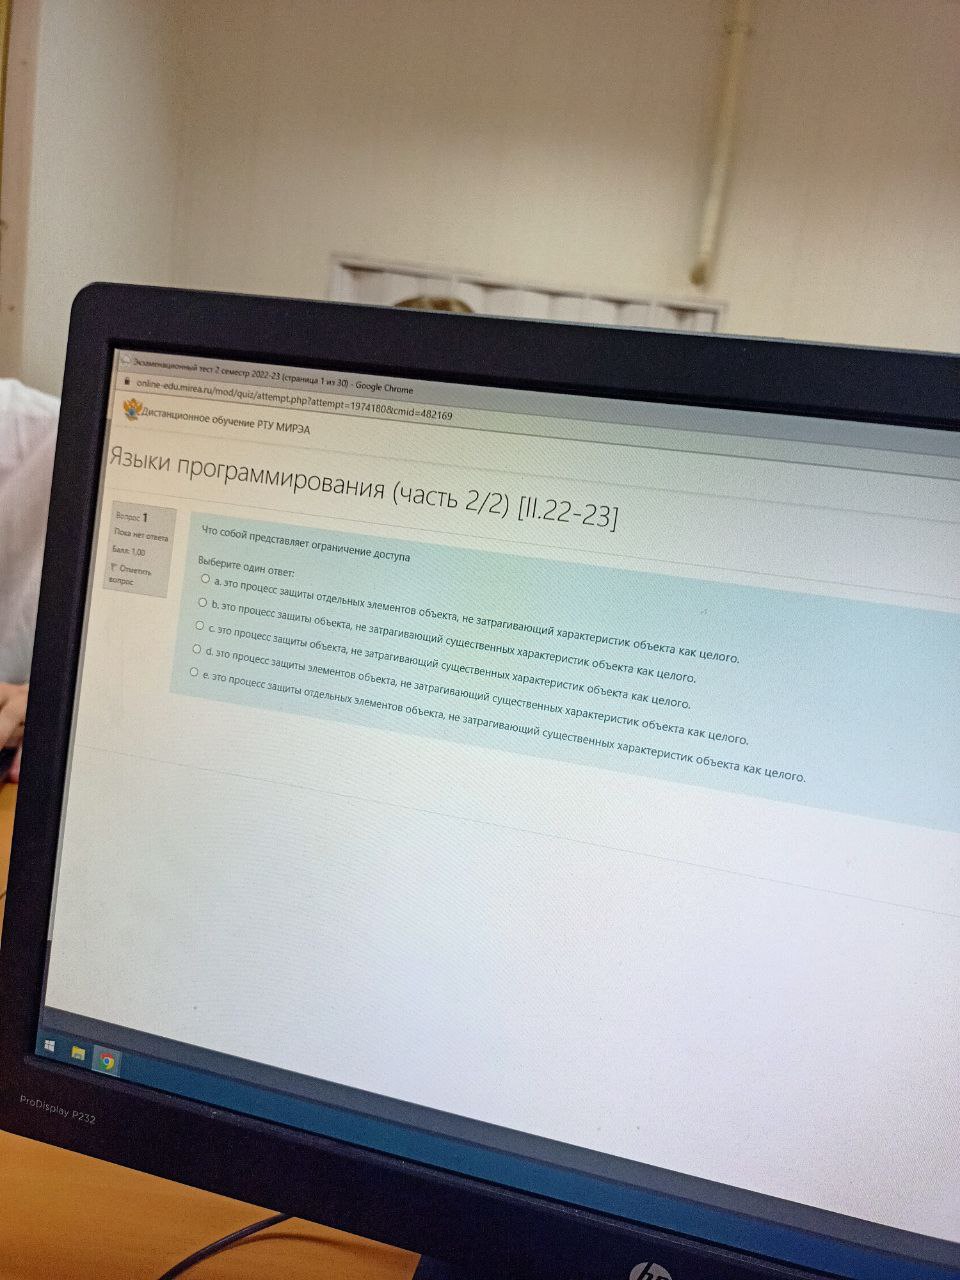 Экзаменационный тест 2 семестр 2022-23 (страница 1 из 30) - Google Chrome
online-edu.mirea.ru/mod/quiz/attempt.php?attempt=1974180&cmid=482169
Дистанционное обучение РТУ МИРЭА
Языки программирования (часть 2/2) [II.22-23]
Вопрос 1
Пока нет ответа
Балл: 1,00
Отметить
вопрос
Что собой представляет ограничение доступа
Выберите один ответ:
a. это процесс защиты отдельных элементов объекта, не затрагивающий характеристик объекта как целого.
b. это процесс защиты объекта, не затрагивающий существенных характеристик объекта как целого.
c. это процесс защиты объекта, не затрагивающий существенных характеристик объекта как целого.
d. это процесс защиты элементов объекта, не затрагивающий существенных характеристик объекта как целого.
e. это процесс защиты отдельных элементов объекта, не затрагивающий существенных характеристик объекта как целого.
ProDisplay P232
hp